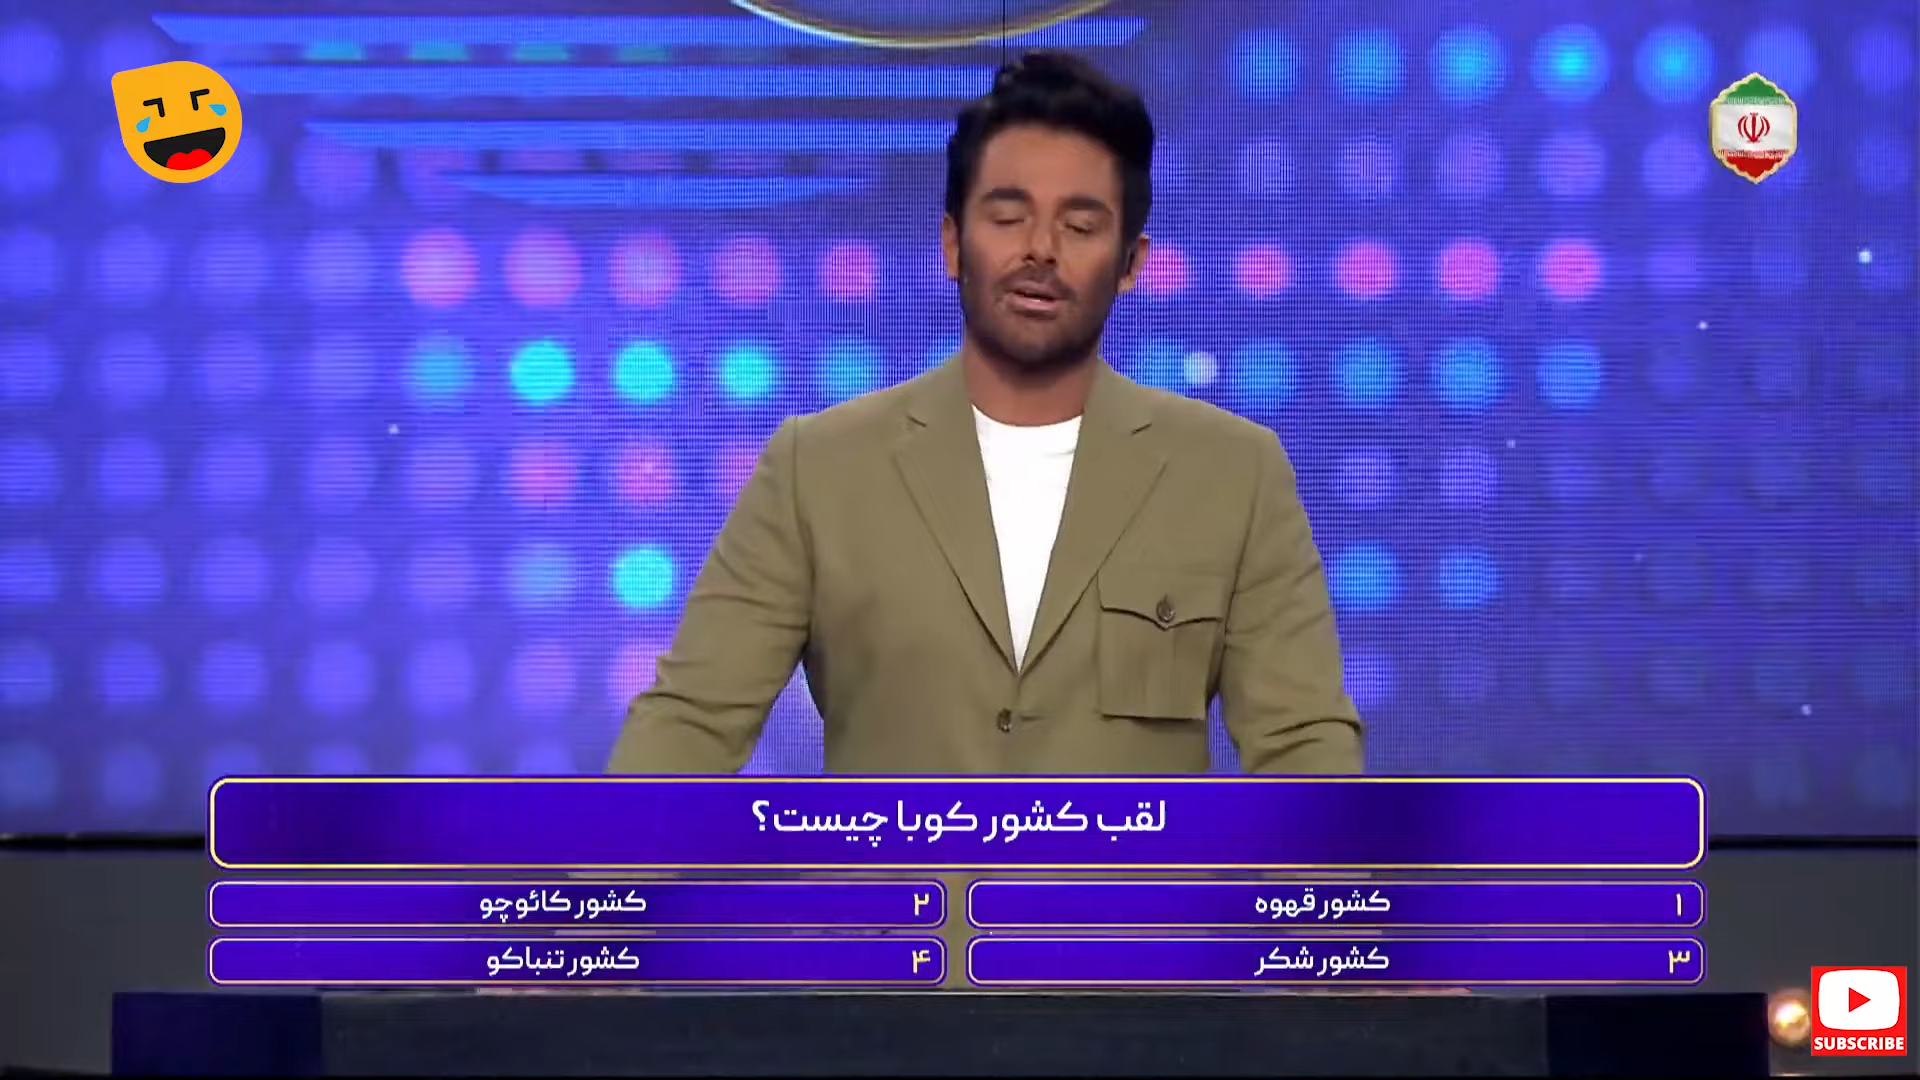 لقب کشور کوبا چیست؟
۱ کشور قهوه
۲ کشور کائوچو
۳ کشور شکر
۴ کشور تنباکو
SUBSCRIBE